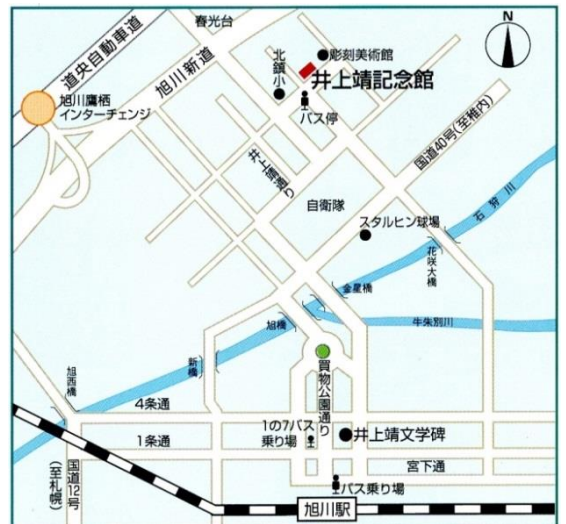 春光台
N
道央自動車道
旭川新道
彫刻美術館
北鎮小
井上靖記念館
旭川鷹栖
インターチェンジ
バス停
国道40号(至稚内)
井上靖通り
自衛隊
スタルヒン球場
石狩川
花咲大橋
金星橋
旭橋
牛朱別川
新橋
買物公園通り
旭西橋
4条通
1の7バス
乗り場
井上靖文学碑
1条通
国道12号
(至札幌)
宮下通
バス乗り場
旭川駅